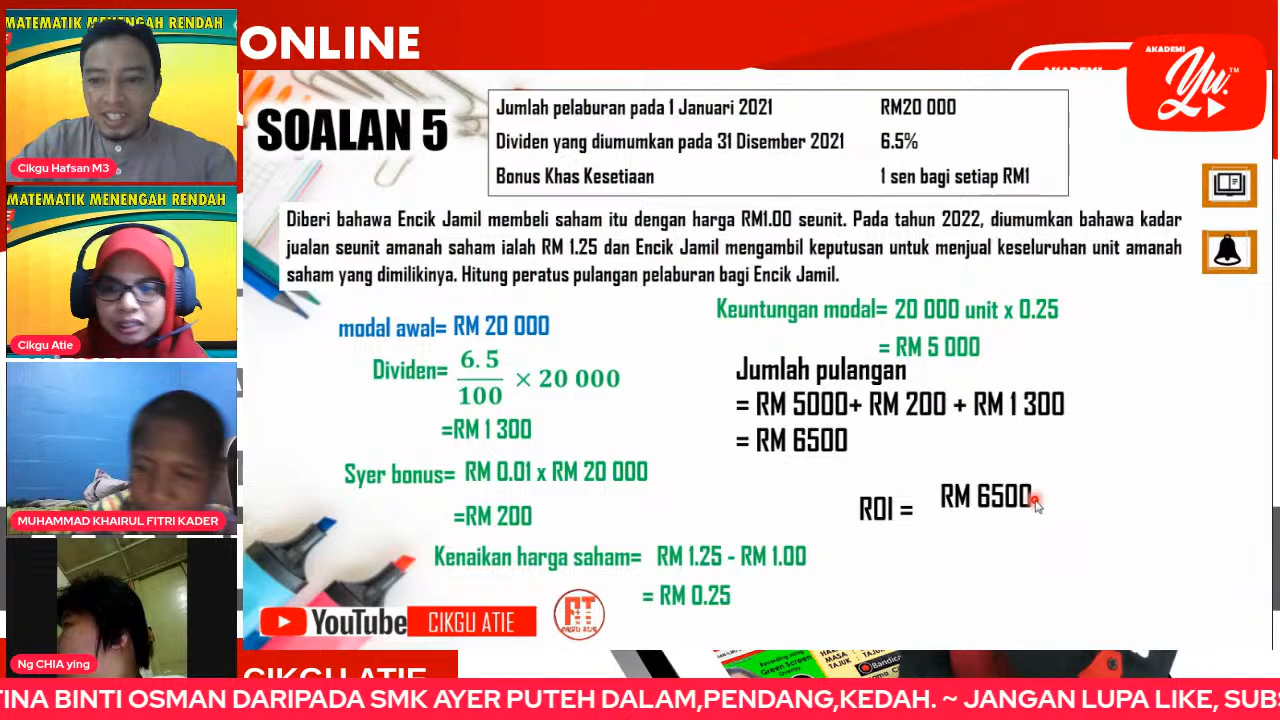 MATEMATIK MENENGAH RENDAH
Cikgu Hafsan M3
MATEMATIK MENENGAH RENDAH
Cikgu Atie
MUHAMMAD KHAIRUL FITRI KADER
Ng CHIA ying
ONLINE
AKADEMI
Yu.
TM
SOALAN 5
Jumlah pelaburan pada 1 Januari 2021 RM20 000
Dividen yang diumumkan pada 31 Disember 2021 6.5%
Bonus Khas Kesetiaan 1 sen bagi setiap RM1
Diberi bahawa Encik Jamil membeli saham itu dengan harga RM1.00 seunit. Pada tahun 2022, diumumkan bahawa kadar
jualan seunit amanah saham ialah RM 1.25 dan Encik Jamil mengambil keputusan untuk menjual keseluruhan unit amanah
saham yang dimilikinya. Hitung peratus pulangan pelaburan bagi Encik Jamil.
modal awal= RM 20 000
Dividen= 6.5/100 × 20 000
=RM 1 300
Syer bonus= RM 0.01 x RM 20 000
=RM 200
Kenaikan harga saham= RM 1.25 - RM 1.00
= RM 0.25
Keuntungan modal= 20 000 unit x 0.25
= RM 5 000
Jumlah pulangan
= RM 5000+ RM 200 + RM 1 300
= RM 6500
ROI = RM 6500
YouTube CIKGU ATIE
CIKGU ATIE
Green Screen
Bandica
TINA BINTI OSMAN DARIPADA SMK AYER PUTEH DALAM,PENDANG,KEDAH. ~ JANGAN LUPA LIKE, SUBS